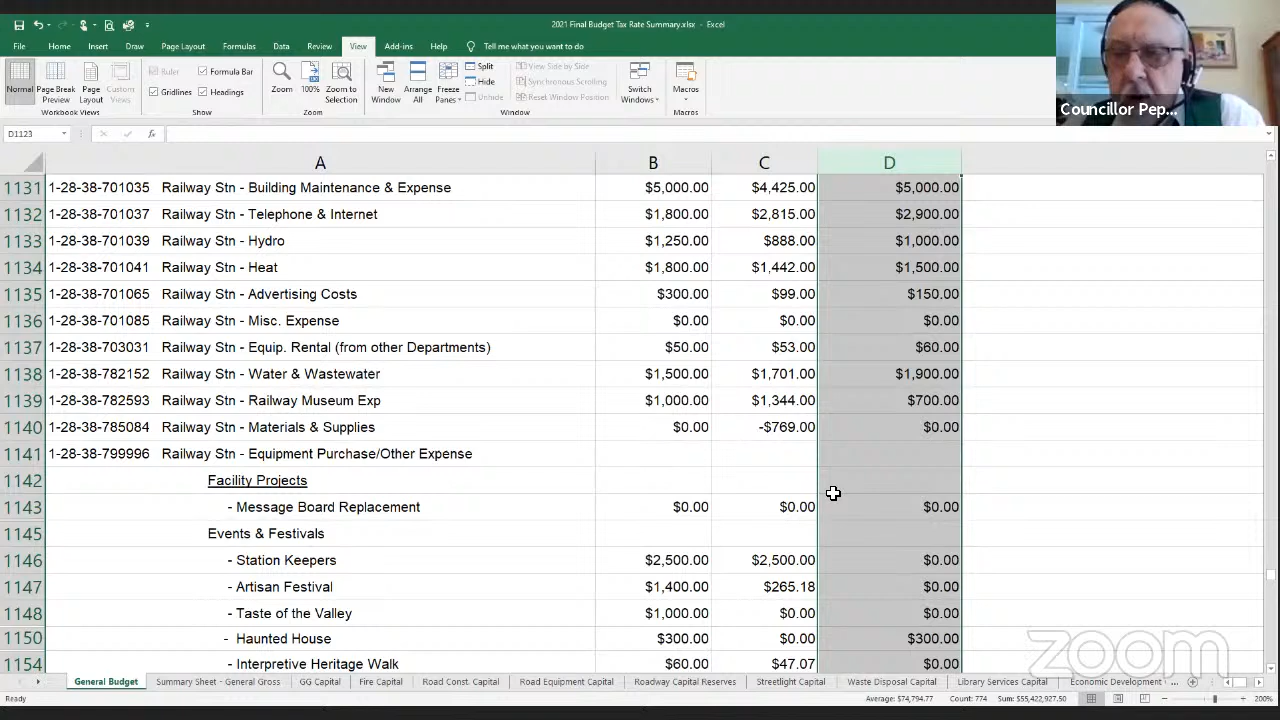 2021 Final Budget Tax Rate Summary.xlsx - Excel
File Home Insert Draw Page Layout Formulas Data Review View Add-ins Help Tell me what you want to do
Normal Page Break Preview Page Layout Custom Views Ruler Formula Bar Gridlines Headings Zoom 100% Zoom to Selection New Window Arrange All Freeze Panes Split Hide Unhide View Side by Side Synchronous Scrolling Reset Window Position Switch Windows Macros
Workbook Views Show Zoom Window Macros
Councillor Pep...
D1123 fx
A B C D
1131 1-28-38-701035 Railway Stn - Building Maintenance & Expense $5,000.00 $4,425.00 $5,000.00
1132 1-28-38-701037 Railway Stn - Telephone & Internet $1,800.00 $2,815.00 $2,900.00
1133 1-28-38-701039 Railway Stn - Hydro $1,250.00 $888.00 $1,000.00
1134 1-28-38-701041 Railway Stn - Heat $1,800.00 $1,442.00 $1,500.00
1135 1-28-38-701065 Railway Stn - Advertising Costs $300.00 $99.00 $150.00
1136 1-28-38-701085 Railway Stn - Misc. Expense $0.00 $0.00 $0.00
1137 1-28-38-703031 Railway Stn - Equip. Rental (from other Departments) $50.00 $53.00 $60.00
1138 1-28-38-782152 Railway Stn - Water & Wastewater $1,500.00 $1,701.00 $1,900.00
1139 1-28-38-782593 Railway Stn - Railway Museum Exp $1,000.00 $1,344.00 $700.00
1140 1-28-38-785084 Railway Stn - Materials & Supplies $0.00 -$769.00 $0.00
1141 1-28-38-799996 Railway Stn - Equipment Purchase/Other Expense
1142 Facility Projects
1143 - Message Board Replacement $0.00 $0.00 $0.00
1145 Events & Festivals
1146 - Station Keepers $2,500.00 $2,500.00 $0.00
1147 - Artisan Festival $1,400.00 $265.18 $0.00
1148 - Taste of the Valley $1,000.00 $0.00 $0.00
1150 - Haunted House $300.00 $0.00 $300.00
1154 - Interpretive Heritage Walk $60.00 $47.07 $0.00
zoom
General Budget Summary Sheet - General Gross GG Capital Fire Capital Road Const. Capital Road Equipment Capital Roadway Capital Reserves Streetlight Capital Waste Disposal Capital Library Services Capital Economic Development ...
Ready Average: $74,794.77 Count: 774 Sum: $55,422,927.50 200%